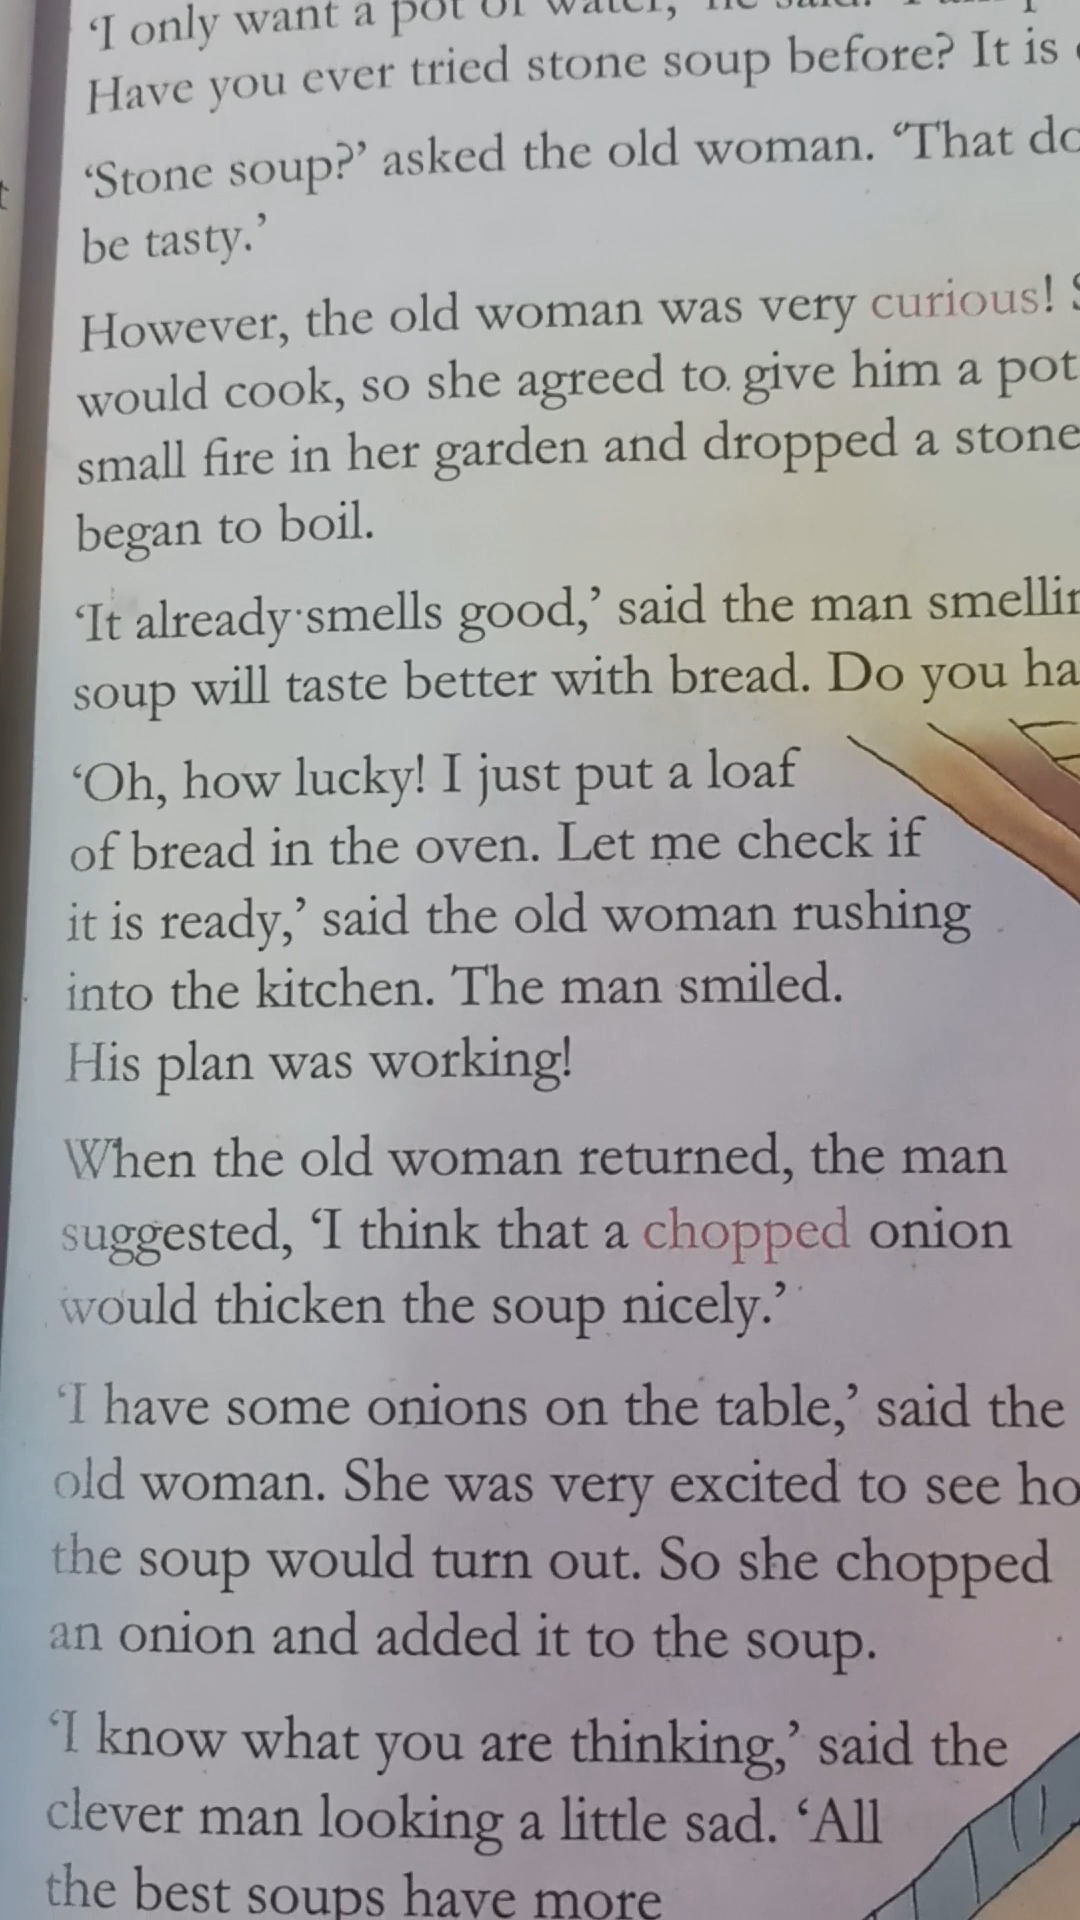 ‘I only want a pot of water,’ he said.
Have you ever tried stone soup before? It is
‘Stone soup?’ asked the old woman. ‘That
be tasty.’
However, the old woman was very curious!
would cook, so she agreed to give him a pot
small fire in her garden and dropped a stone
began to boil.
‘It already smells good,’ said the man
soup will taste better with bread. Do you
‘Oh, how lucky! I just put a loaf
of bread in the oven. Let me check if
it is ready,’ said the old woman rushing
into the kitchen. The man smiled.
His plan was working!
When the old woman returned, the man
suggested, ‘I think that a chopped onion
would thicken the soup nicely.’
‘I have some onions on the table,’ said the
old woman. She was very excited to see
the soup would turn out. So she chopped
an onion and added it to the soup.
‘I know what you are thinking,’ said the
clever man looking a little sad. ‘All
the best soups have more